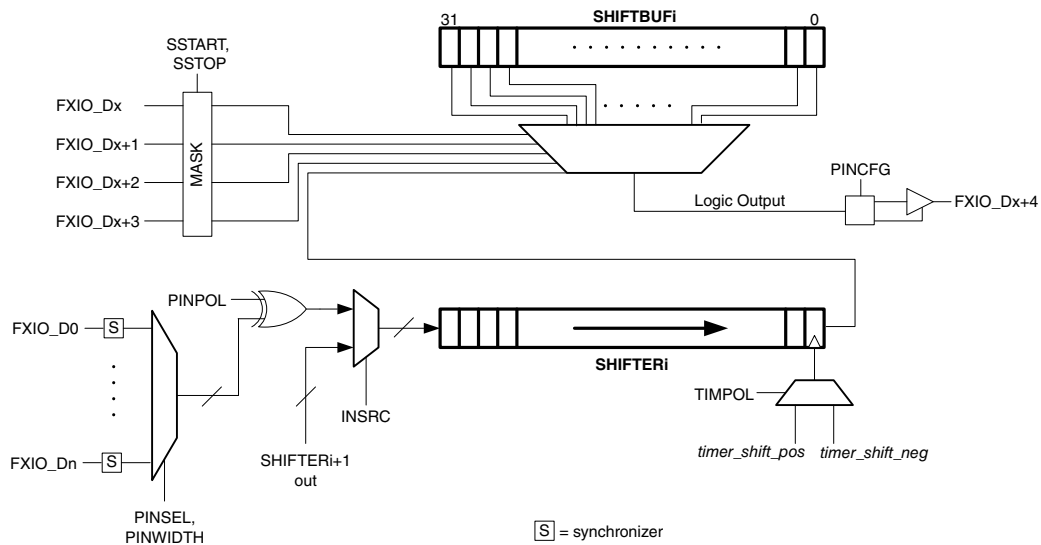 31
SHIFTBUFi
0
SSTART,
SSTOP
FXIO_Dx
FXIO_Dx+1
FXIO_Dx+2
FXIO_Dx+3
MASK
PINCFG
Logic Output
FXIO_Dx+4
PINPOL
FXIO_D0
S
FXIO_Dn
S
PINSEL,
PINWIDTH
SHIFTERi+1
out
INSRC
SHIFTERi
TIMPOL
timer_shift_pos
timer_shift_neg
S = synchronizer